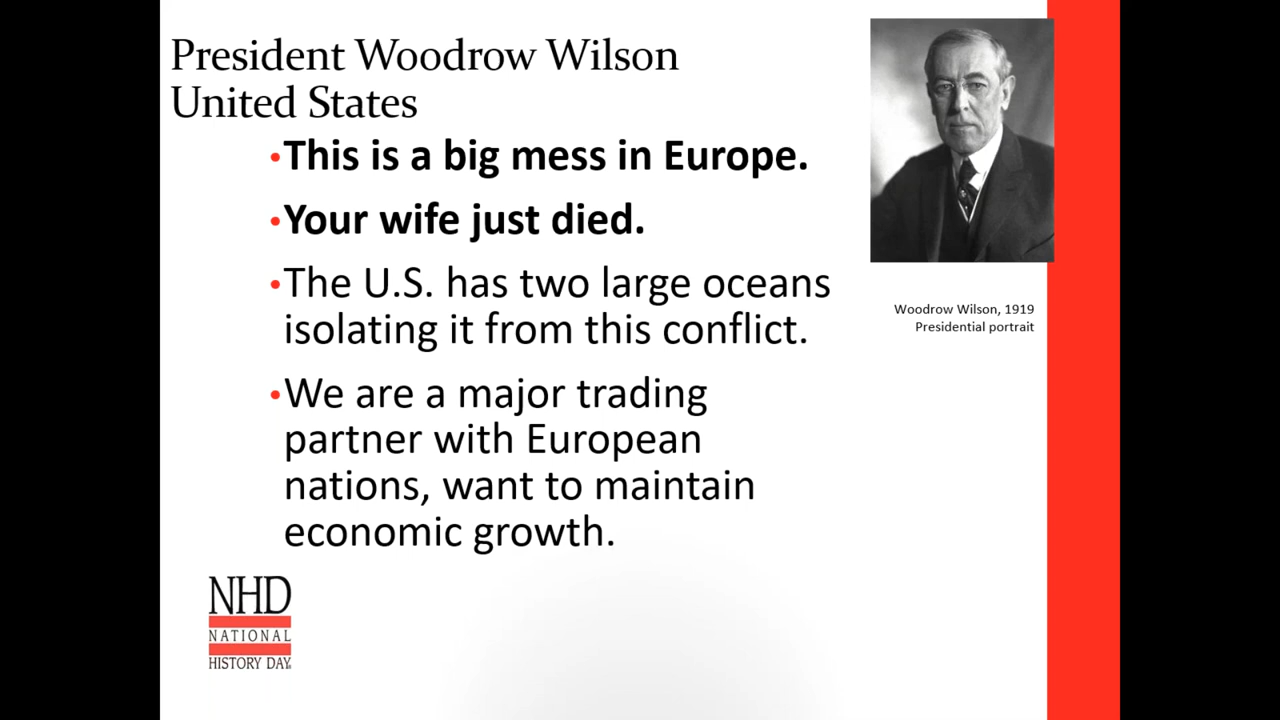 President Woodrow Wilson
United States
•This is a big mess in Europe.
•Your wife just died.
•The U.S. has two large oceans
isolating it from this conflict.
•We are a major trading
partner with European
nations, want to maintain
economic growth.
Woodrow Wilson, 1919
Presidential portrait
NHD
NATIONAL
HISTORY DAY